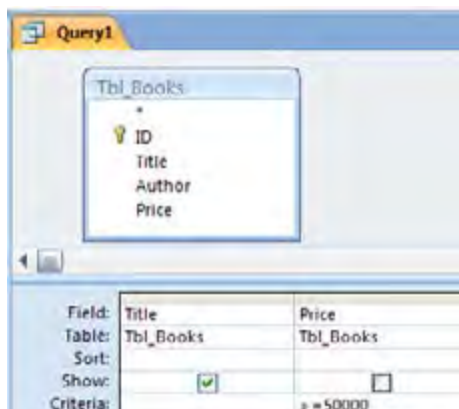 Query1
Tbl_Books
*
ID
Title
Author
Price
Field: Title Price
Table: Tbl_Books Tbl_Books
Sort:
Show:
Criteria: >=50000